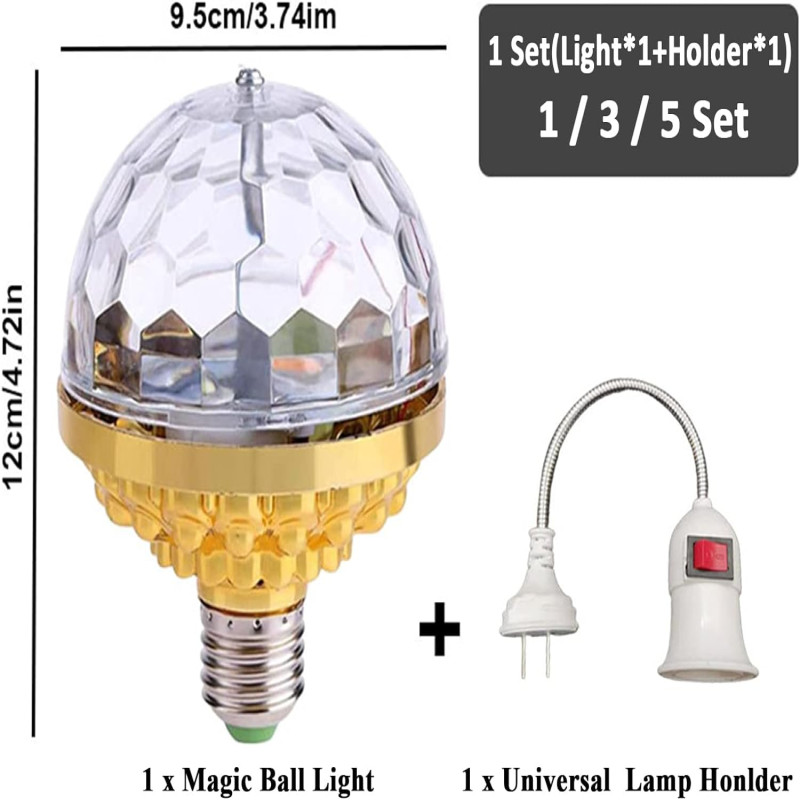 9.5cm/3.74im
1 Set(Light*1+Holder*1)
1 / 3 / 5 Set
12cm/4.72in
1 x Magic Ball Light
1 x Universal Lamp Honlder